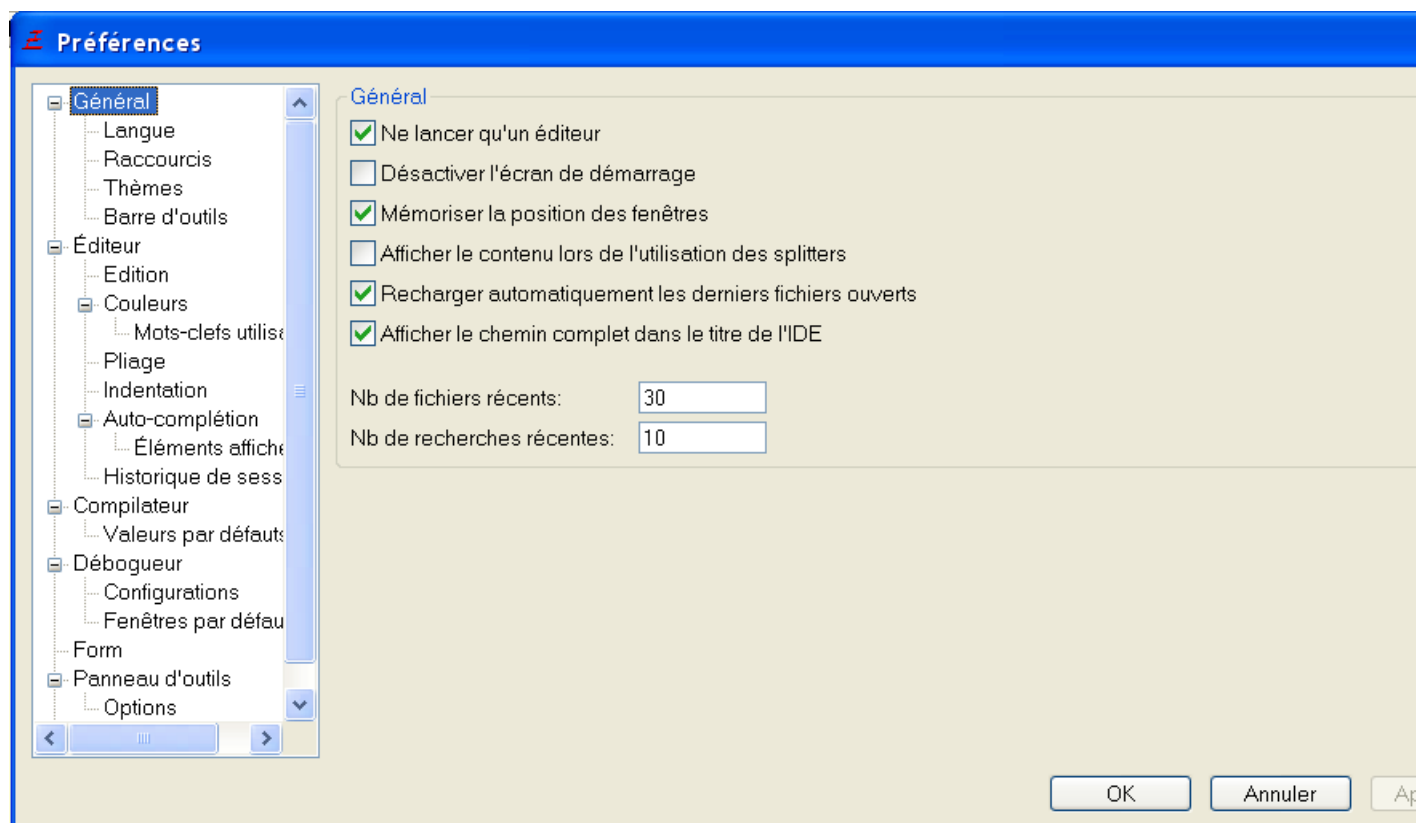 Préférences
Général
Langue
Raccourcis
Thèmes
Barre d'outils
Éditeur
Edition
Couleurs
Mots-clefs utilisa
Pliage
Indentation
Auto-complétion
Éléments affiché
Historique de sess
Compilateur
Valeurs par défauts
Débogueur
Configurations
Fenêtres par défau
Form
Panneau d'outils
Options
Général
Ne lancer qu'un éditeur
Désactiver l'écran de démarrage
Mémoriser la position des fenêtres
Afficher le contenu lors de l'utilisation des splitters
Recharger automatiquement les derniers fichiers ouverts
Afficher le chemin complet dans le titre de l'IDE
Nb de fichiers récents: 30
Nb de recherches récentes: 10
OK Annuler Ap